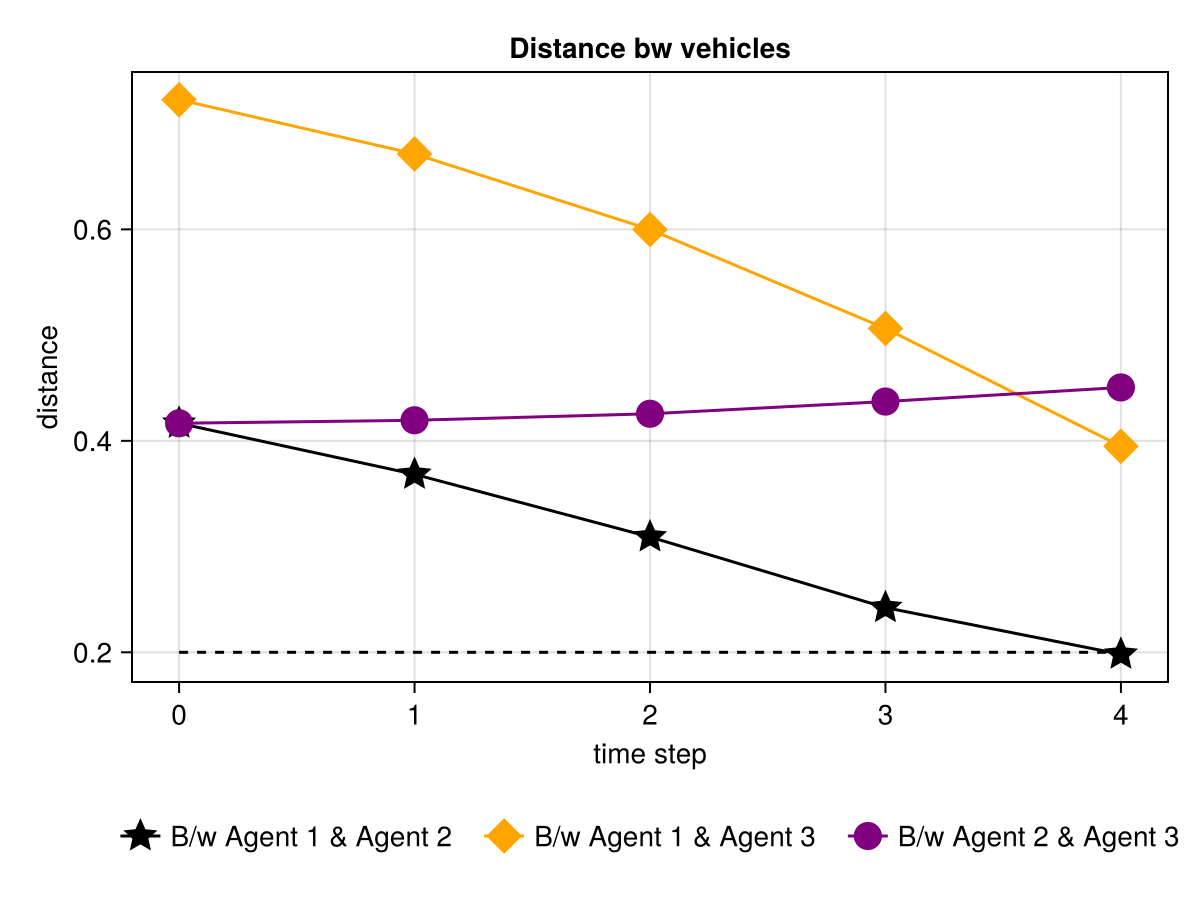 Distance bw vehicles
0.6
0.4
0.2
distance
0 1 2 3 4
time step
B/w Agent 1 & Agent 2 B/w Agent 1 & Agent 3 B/w Agent 2 & Agent 3